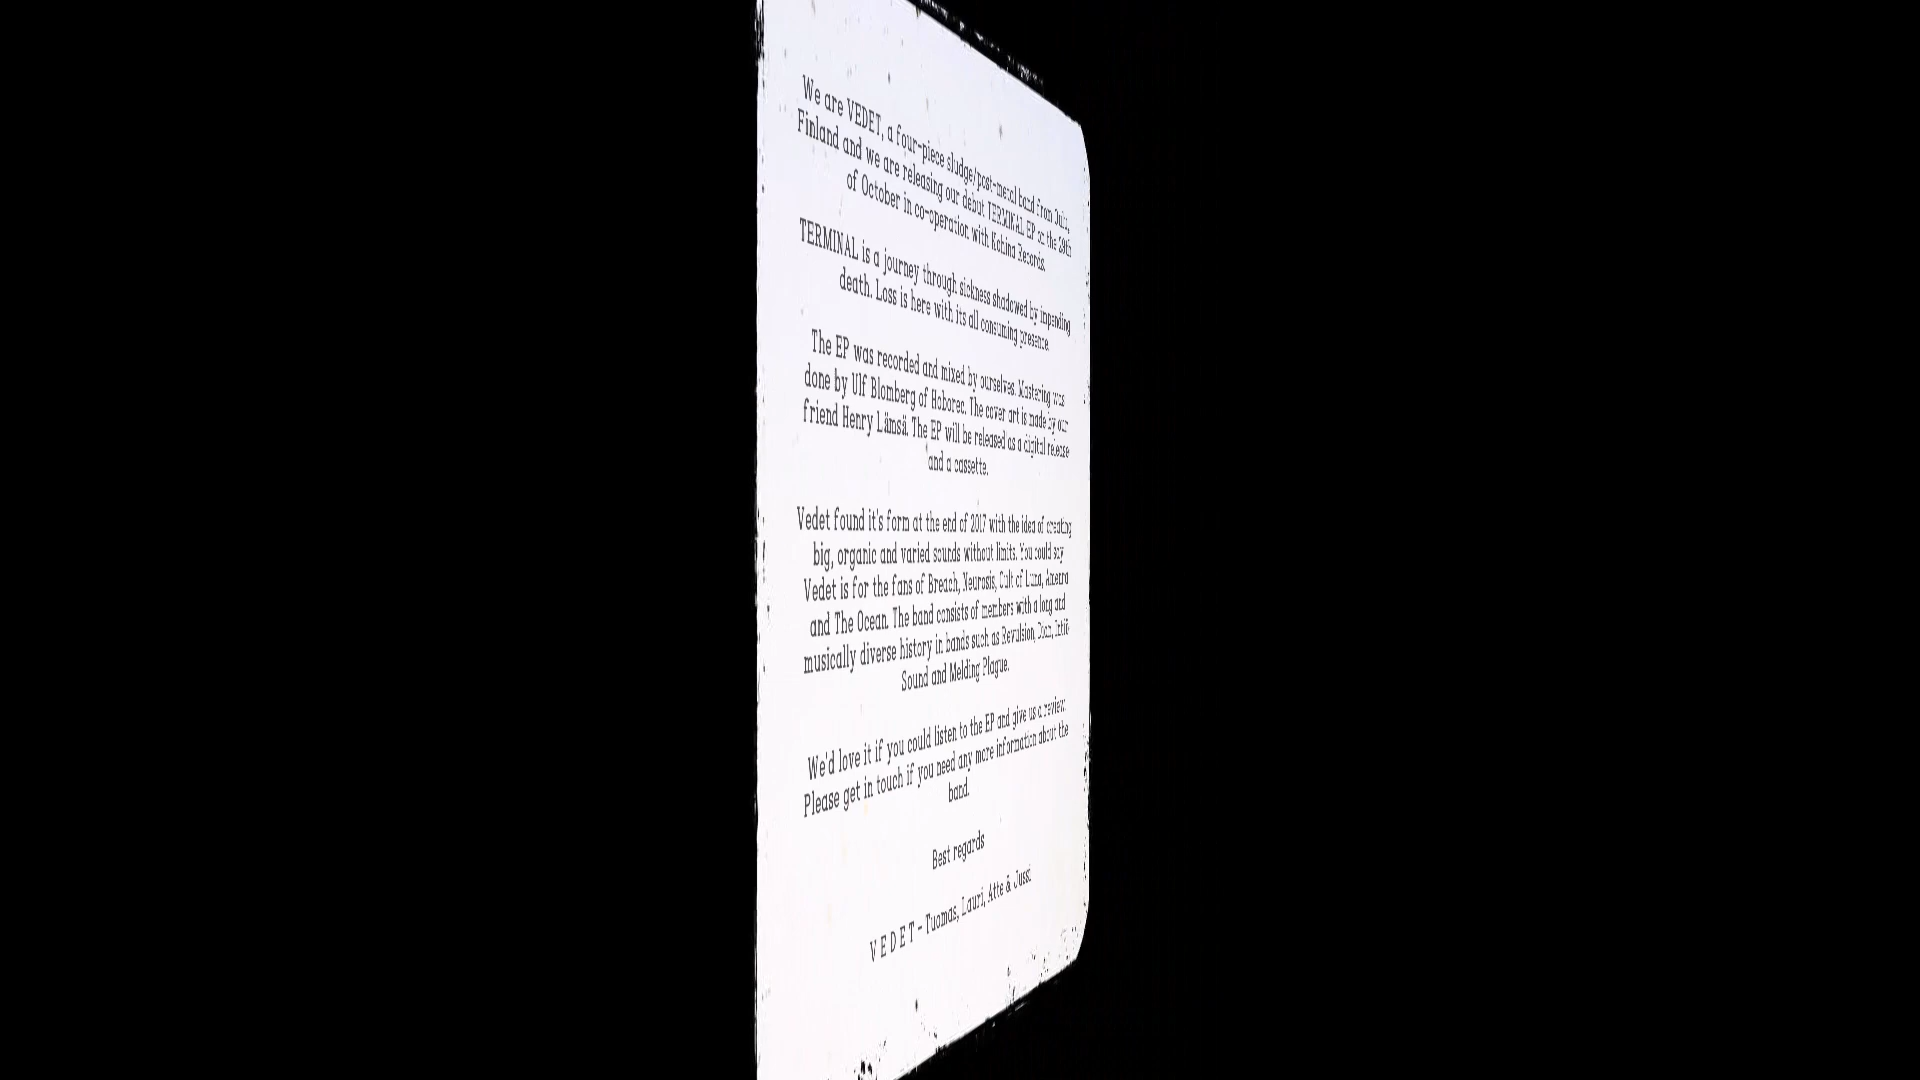 We are VEDET, a four-piece sludge/post-metal band from Oulu,
Finland and we are releasing our debut TERMINAL EP on the 29th
of October in co-operation with Kohina Records.
TERMINAL is a journey through sickness shadowed by impending
death. Loss is here with its all consuming presence.
The EP was recorded and mixed by ourselves. Mastering was
done by Ulf Blomberg of Hoborec. The cover art is made by our
friend Henry Lämsä. The EP will be released as a digital release
and a cassette.
Vedet found it's form at the end of 2017 with the idea of creating
big, organic and varied sounds without limits. You could say
Vedet is for the fans of Breach, Neurosis, Cult of Luna, Amenra
and The Ocean. The band consists of members with a long and
musically diverse history in bands such as Revulsion,
Sound and Melding Plague.
We'd love it if you could listen to the EP and give us a review.
Please get in touch if you need any more information about the
band.
Best regards
V E D E T - Tuomas, Lauri, Atte & Jussi